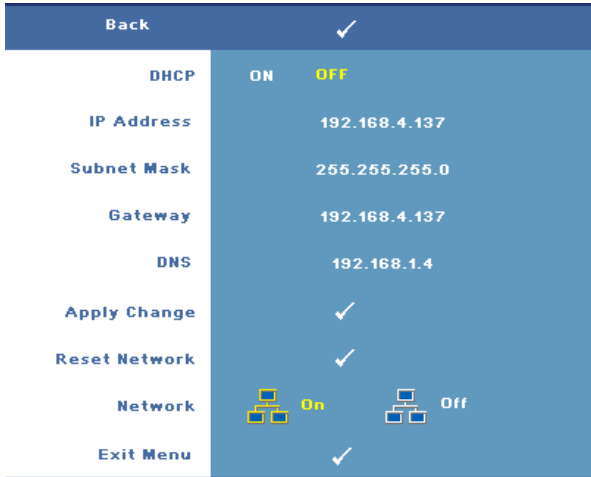 Back
DHCP ON OFF
IP Address 192.168.4.137
Subnet Mask 255.255.255.0
Gateway 192.168.4.137
DNS 192.168.1.4
Apply Change
Reset Network
Network On Off
Exit Menu